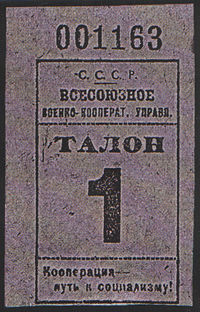 001163
С. С. С. Р.
ВСЕСОЮЗНОЕ
ВОЕННО-КООПЕРАТ. УПРАВЛ.
ТАЛОН
1
Кооперация—
путь к социализму!